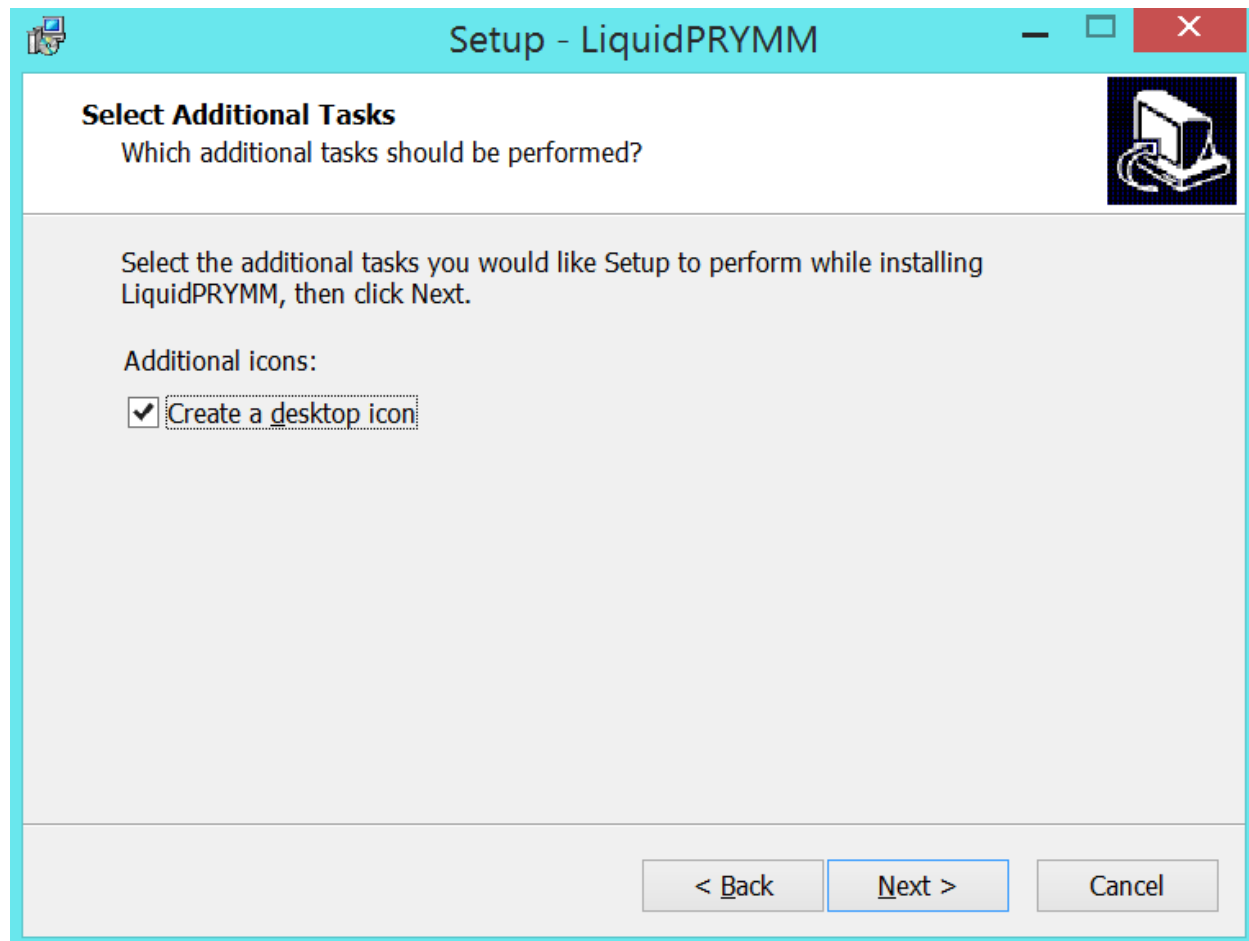 Setup - LiquidPRYMM
Select Additional Tasks
Which additional tasks should be performed?
Select the additional tasks you would like Setup to perform while installing
LiquidPRYMM, then click Next.
Additional icons:
Create a desktop icon
< Back Next > Cancel